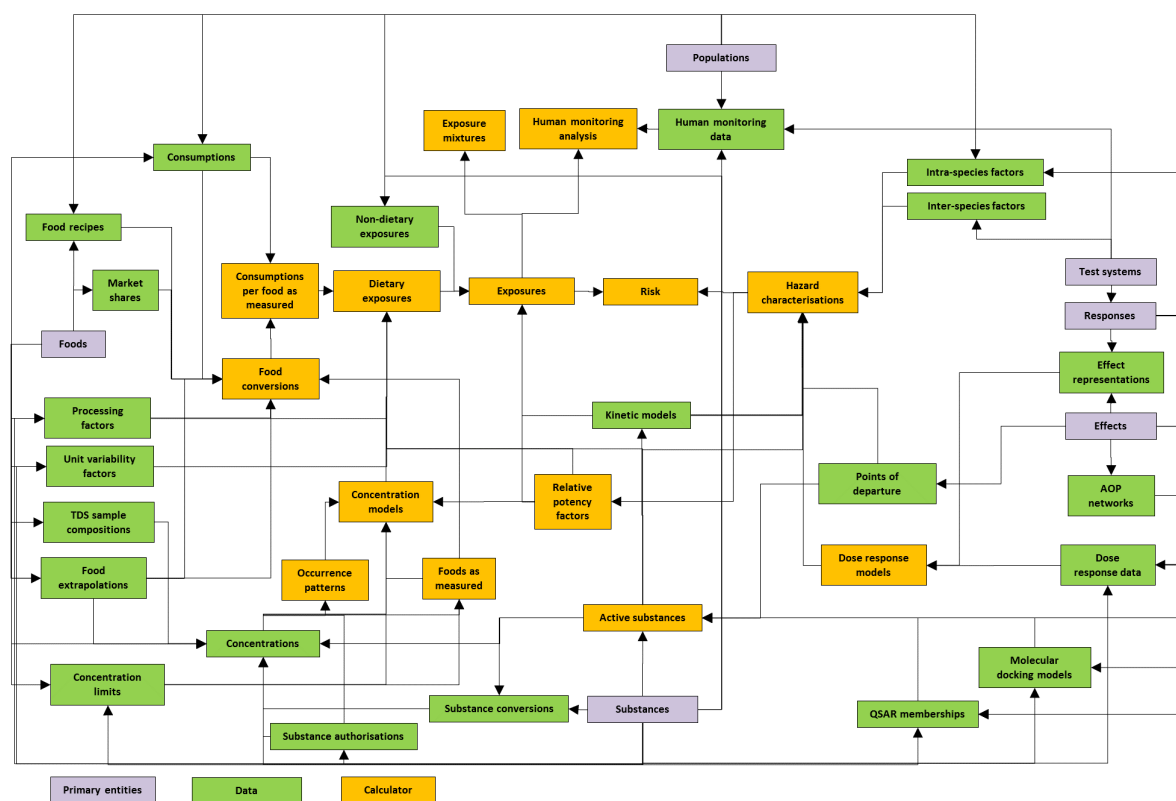 Populations
Exposure
mixtures
Human monitoring
analysis
Human monitoring
data
Consumptions
Intra-species factors
Inter-species factors
Food recipes
Non-dietary
exposures
Market
shares
Consumptions
per food as
measured
Dietary
exposures
Exposures
Risk
Hazard
characterisations
Test systems
Responses
Foods
Food
conversions
Effect
representations
Processing
factors
Kinetic models
Effects
Unit variability
factors
Concentration
models
Relative
potency
factors
Points of
departure
AOP
networks
TDS sample
compositions
Food
extrapolations
Occurrence
patterns
Foods as
measured
Dose response
models
Dose
response data
Concentrations
Active substances
Molecular
docking models
Concentration
limits
Substance conversions
Substances
QSAR memberships
Substance authorisations
Primary entities
Data
Calculator